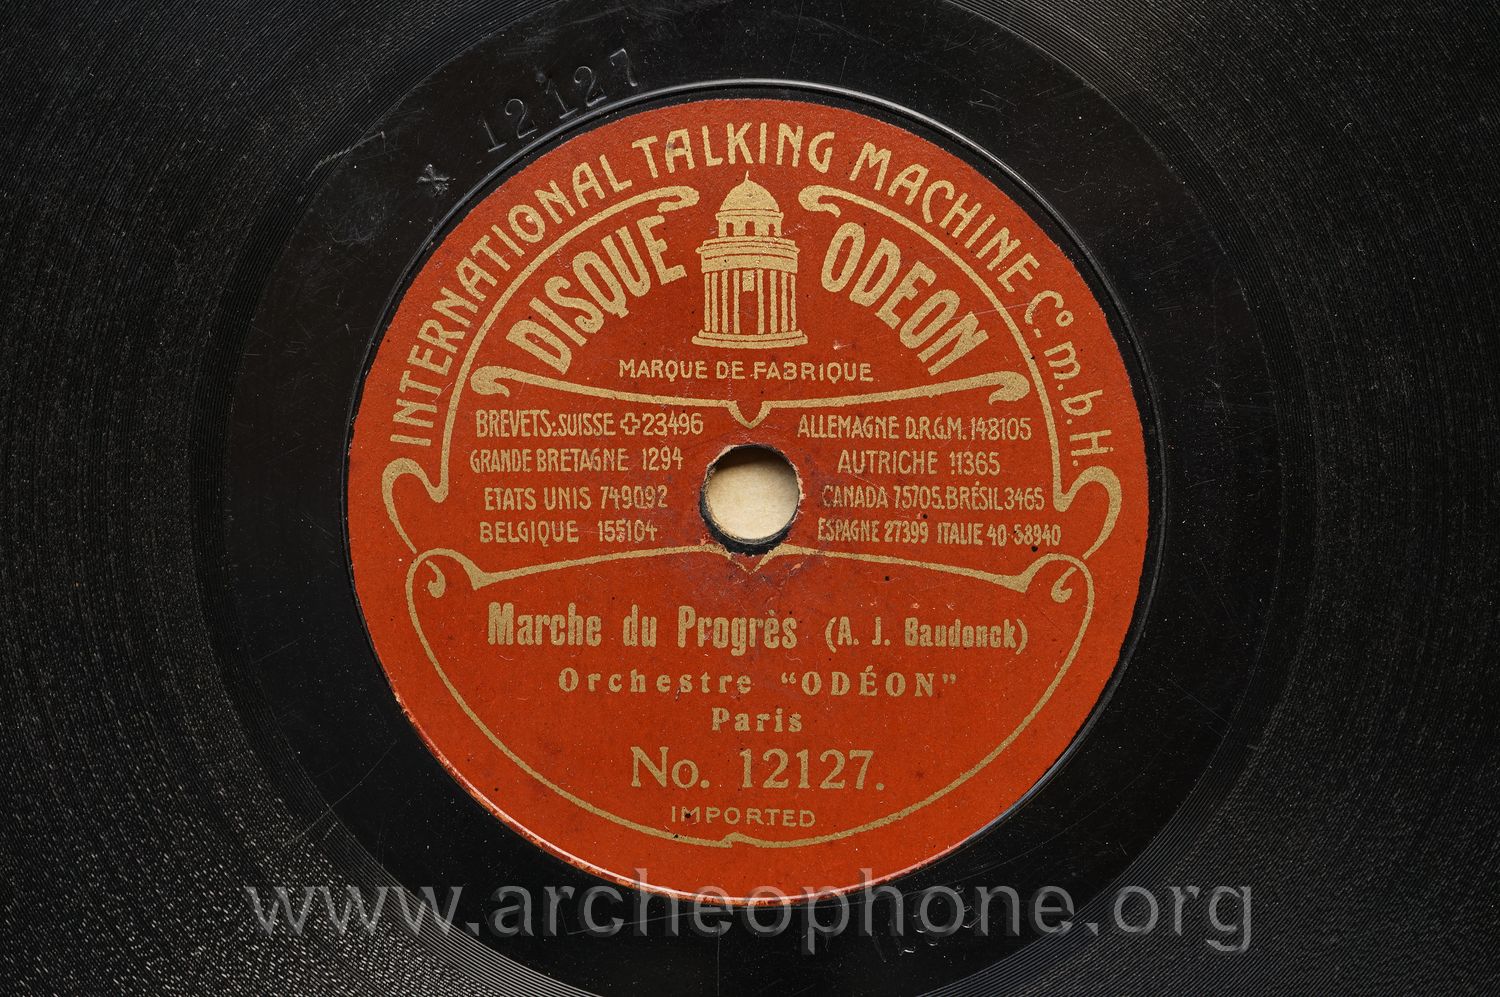 * 12127
INTERNATIONAL TALKING MACHINE Co. m. b. H.
DISQUE ODEON
MARQUE DE FABRIQUE
BREVETS: SUISSE ✚ 23496
GRANDE BRETAGNE 1294
ETATS UNIS 749092
BELGIQUE 155104
ALLEMAGNE D.R.G.M. 148105
AUTRICHE 11365
CANADA 75705. BRÉSIL 3465
ESPAGNE 27399 ITALIE 40-58940
Marche du Progrès (A. J. Baudonck)
Orchestre "ODÉON"
Paris
No. 12127.
IMPORTED
www.archeophone.org